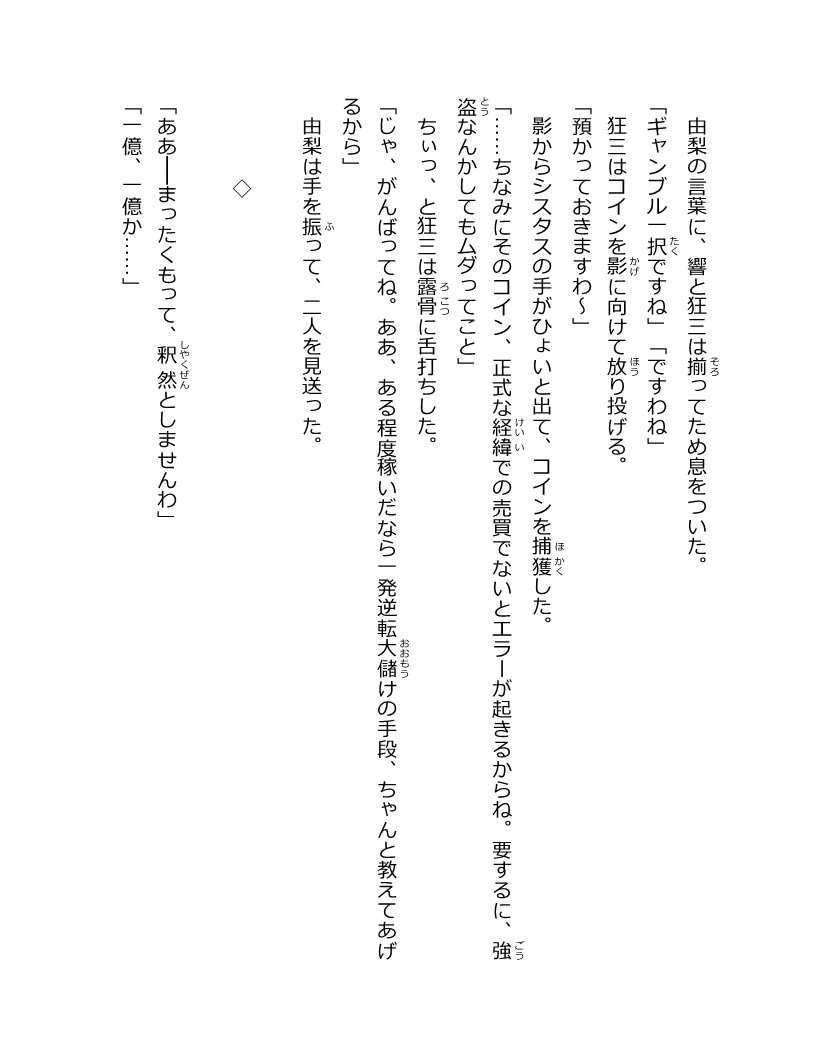 由梨の言葉に、響と狂三は揃ってため息をついた。
「ギャンブル一択ですね」「ですわね」
狂三はコインを影に向けて放り投げる。
「預かっておきますわ～」
影からシスタスの手がひょいと出て、コインを捕獲した。
「……ちなみにそのコイン、正式な経緯での売買でないとエラーが起きるからね。要するに、強
盗なんかしてもムダってこと」
ちぃっ、と狂三は露骨に舌打ちした。
「じゃ、がんばってね。ああ、ある程度稼いだなら一発逆転大儲けの手段、ちゃんと教えてあげ
るから」
由梨は手を振って、二人を見送った。
◇
「ああ――まったくもって、釈然としませんわ」
「一億、一億か……」